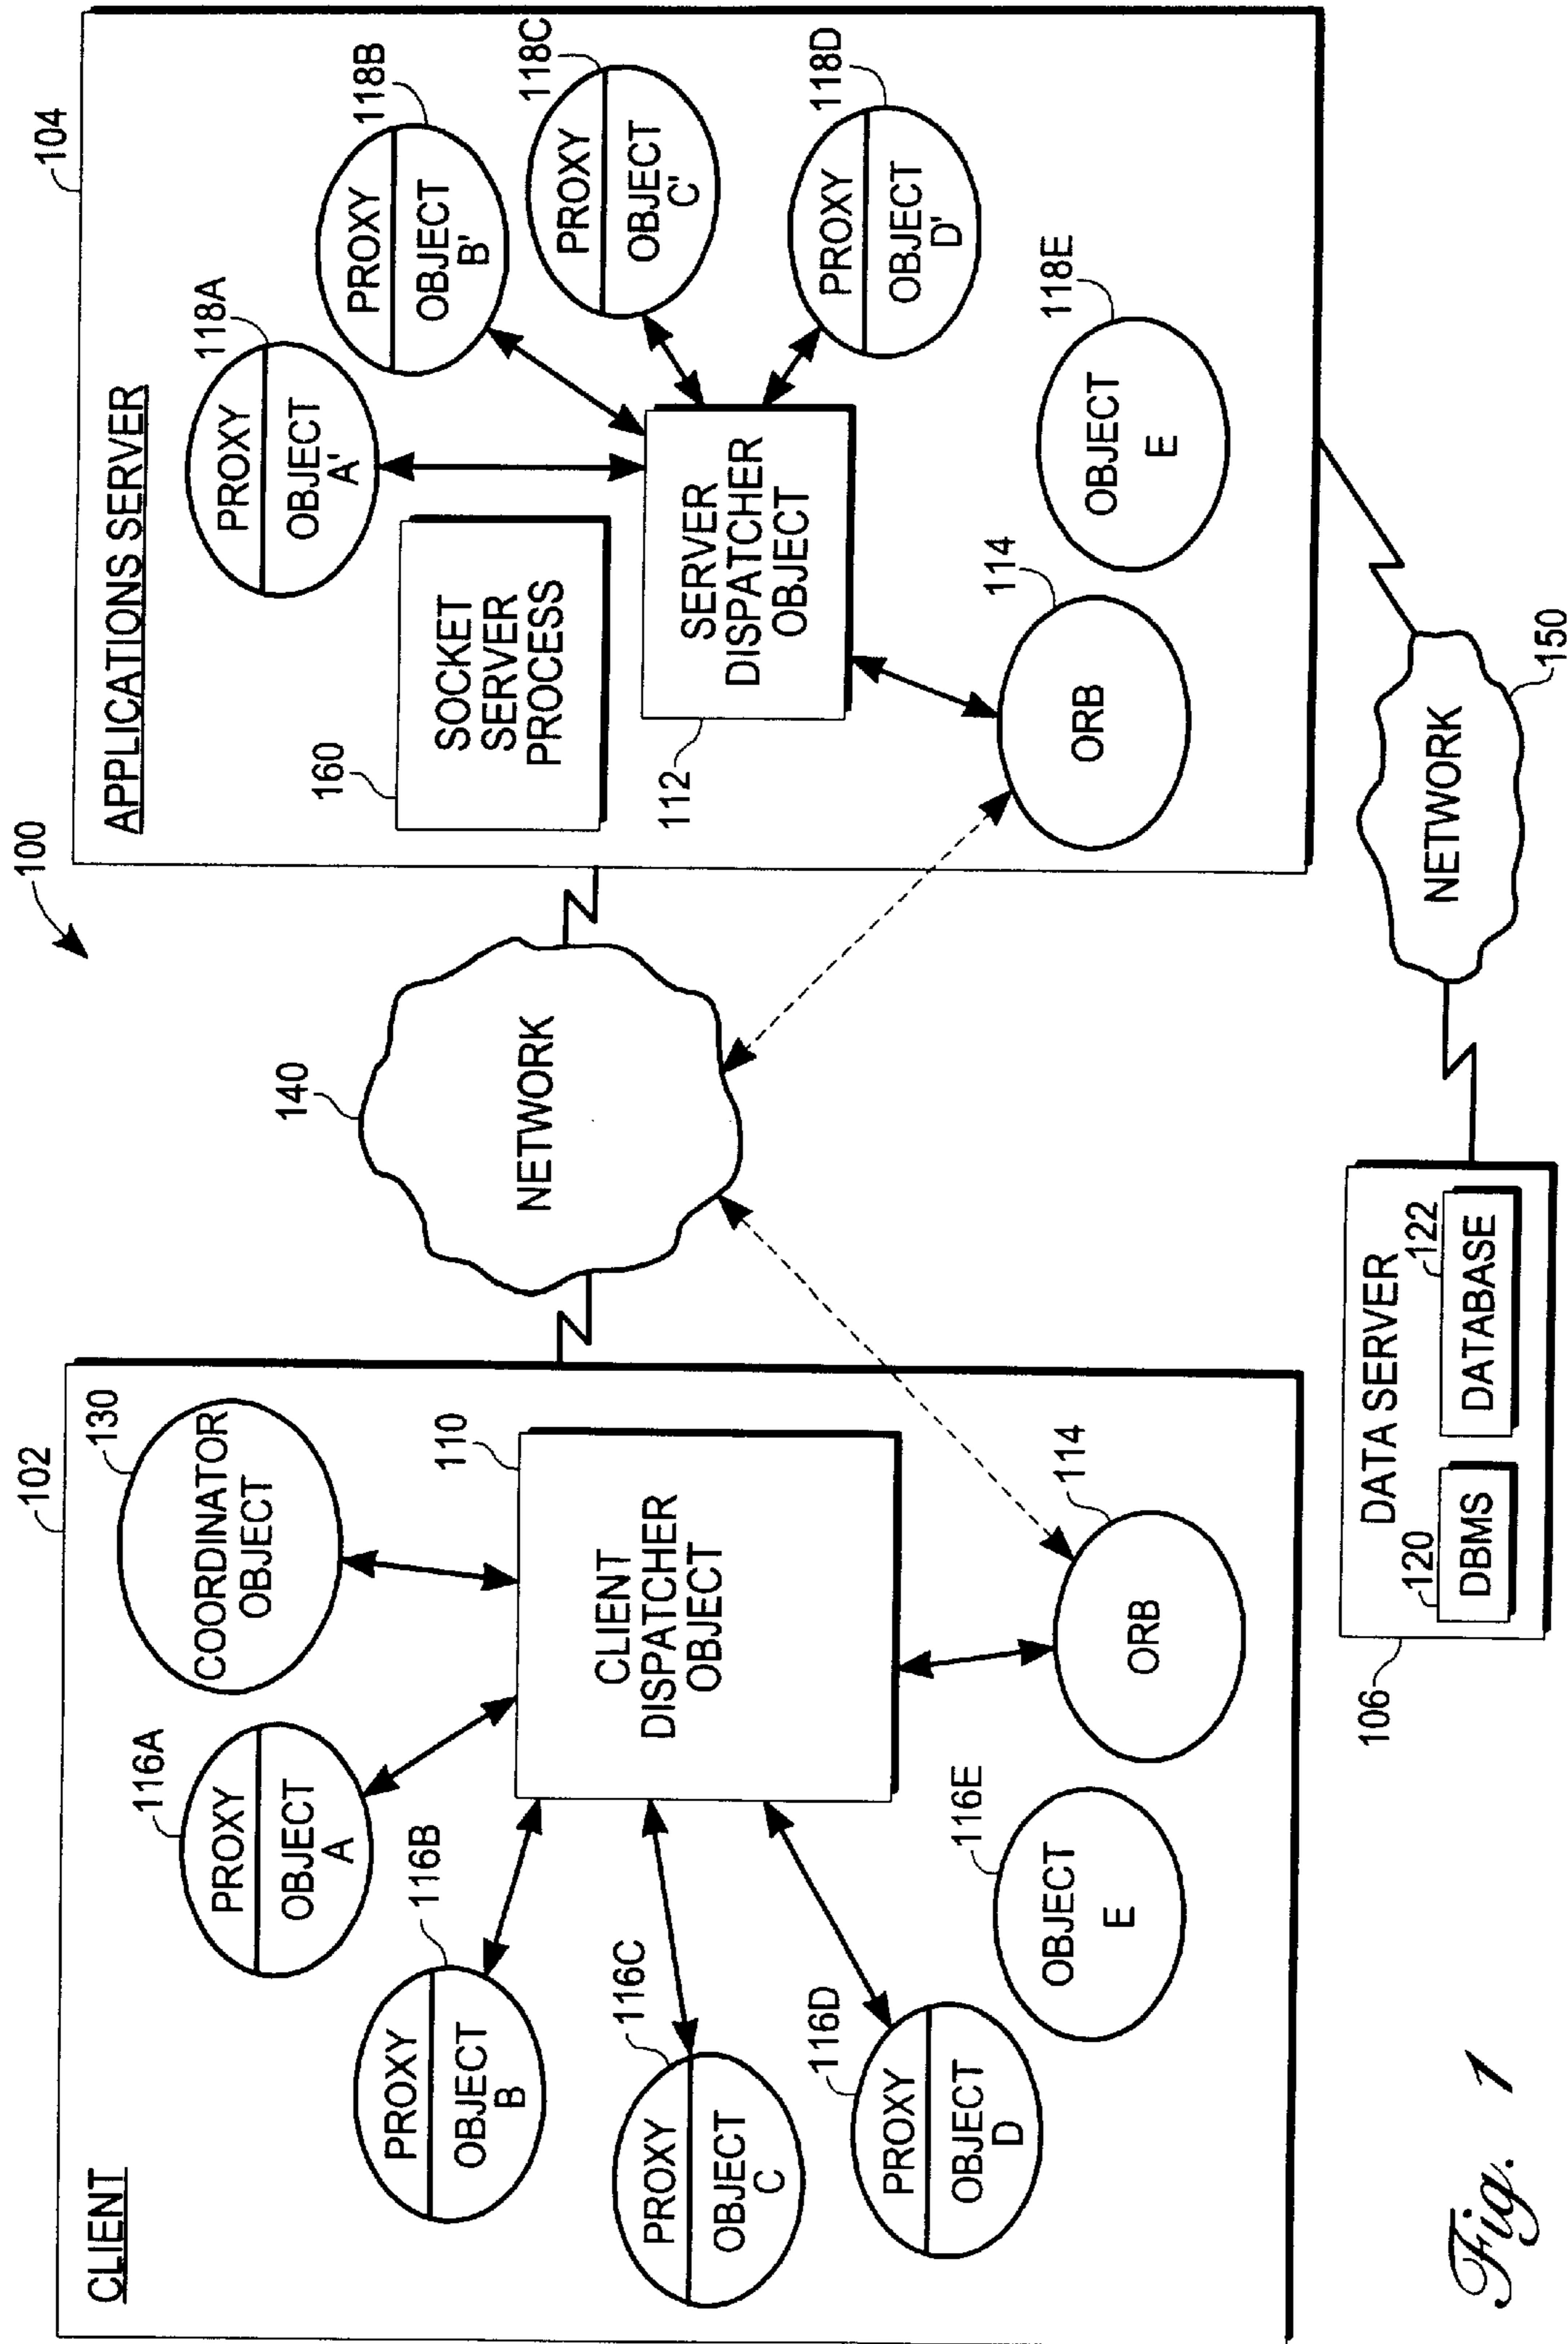 100
102
CLIENT
130
COORDINATOR
OBJECT
116A
PROXY
OBJECT
A
116B
PROXY
OBJECT
B
116C
PROXY
OBJECT
C
116D
PROXY
OBJECT
D
116E
OBJECT
E
110
CLIENT
DISPATCHER
OBJECT
114
ORB
140
NETWORK
104
APPLICATIONS SERVER
160
SOCKET
SERVER
PROCESS
118A
PROXY
OBJECT
A'
118B
PROXY
OBJECT
B'
118C
PROXY
OBJECT
C'
118D
PROXY
OBJECT
D'
112
SERVER
DISPATCHER
OBJECT
114
ORB
118E
OBJECT
E
106
DATA SERVER
120
DBMS
122
DATABASE
150
NETWORK
Fig. 1